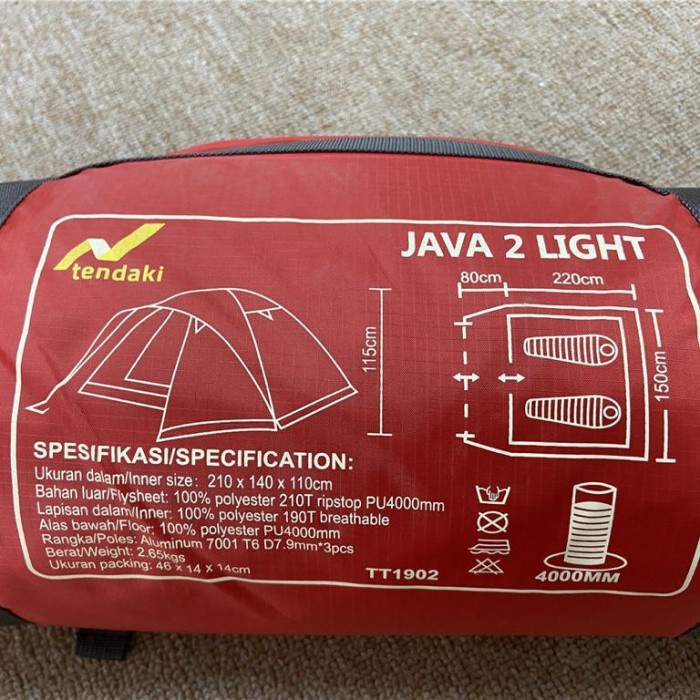 tendaki
JAVA 2 LIGHT
80cm 220cm
115cm
150cm
SPESIFIKASI/SPECIFICATION:
Ukuran dalam/Inner size: 210 x 140 x 110cm
Bahan luar/Flysheet: 100% polyester 210T ripstop PU4000mm
Lapisan dalam/Inner: 100% polyester 190T breathable
Alas bawah/Floor: 100% polyester PU4000mm
Rangka/Poles: Aluminum 7001 T6 D7.9mm*3pcs
Berat/Weight: 2.65kgs
Ukuran packing: 46 x 14 x 14cm
TT1902
4000MM